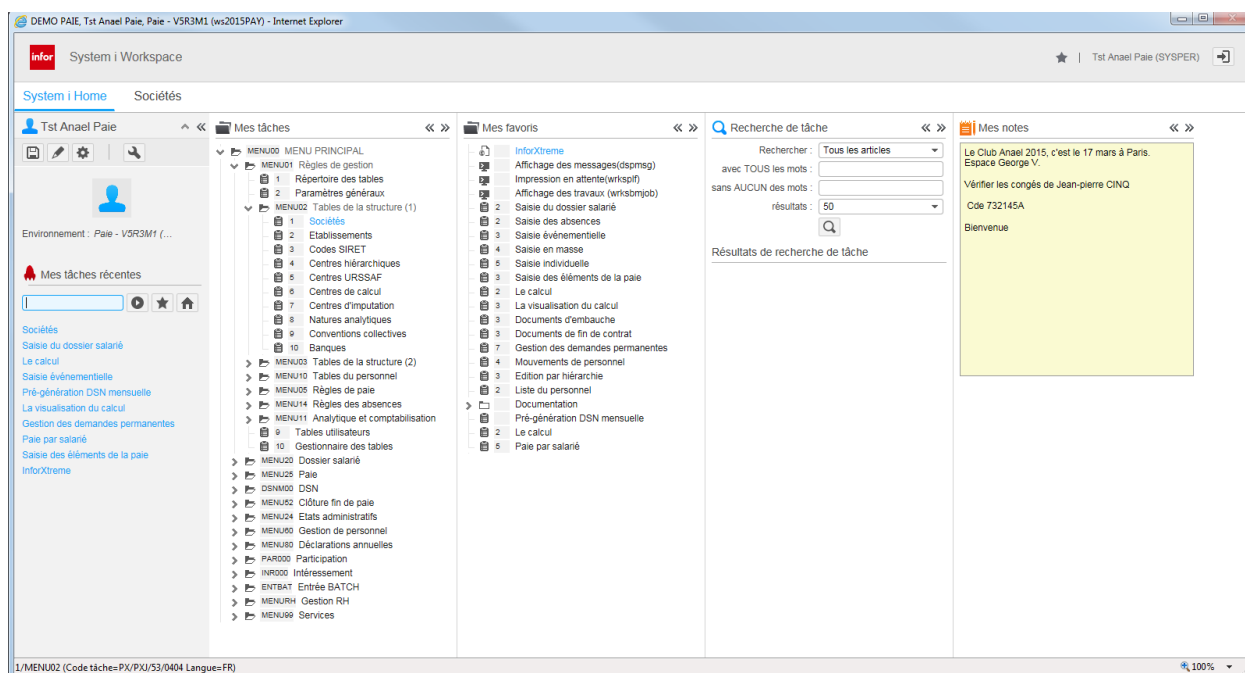 DEMO PAIE, Tst Anael Paie, Paie - V5R3M1 (ws2015PAY) - Internet Explorer
infor System i Workspace
Tst Anael Paie (SYSPER)
System i Home Sociétés
Tst Anael Paie
Environnement : Paie - V5R3M1 (…
Mes tâches récentes
Sociétés
Saisie du dossier salarié
Le calcul
Saisie événementielle
Pré-génération DSN mensuelle
La visualisation du calcul
Gestion des demandes permanentes
Paie par salarié
Saisie des éléments de la paie
InforXtreme
Mes tâches
MENU00 MENU PRINCIPAL
MENU01 Règles de gestion
1 Répertoire des tables
2 Paramètres généraux
MENU02 Tables de la structure (1)
1 Sociétés
2 Etablissements
3 Codes SIRET
4 Centres hiérarchiques
5 Centres URSSAF
6 Centres de calcul
7 Centres d'imputation
8 Natures analytiques
9 Conventions collectives
10 Banques
MENU03 Tables de la structure (2)
MENU10 Tables du personnel
MENU05 Règles de paie
MENU14 Règles des absences
MENU11 Analytique et comptabilisation
9 Tables utilisateurs
10 Gestionnaire des tables
MENU20 Dossier salarié
MENU25 Paie
DSNM00 DSN
MENU52 Clôture fin de paie
MENU24 Etats administratifs
MENU60 Gestion de personnel
MENU80 Déclarations annuelles
PAR000 Participation
INR000 Intéressement
ENTBAT Entrée BATCH
MENURH Gestion RH
MENU99 Services
Mes favoris
InforXtreme
Affichage des messages(dspmsg)
Impression en attente(wrksplf)
Affichage des travaux (wrksbmjob)
2 Saisie du dossier salarié
2 Saisie des absences
3 Saisie événementielle
4 Saisie en masse
5 Saisie individuelle
3 Saisie des éléments de la paie
2 Le calcul
3 La visualisation du calcul
3 Documents d'embauche
3 Documents de fin de contrat
7 Gestion des demandes permanentes
4 Mouvements de personnel
3 Edition par hiérarchie
2 Liste du personnel
Documentation
Pré-génération DSN mensuelle
2 Le calcul
5 Paie par salarié
Recherche de tâche
Rechercher : Tous les articles
avec TOUS les mots :
sans AUCUN des mots :
résultats : 50
Résultats de recherche de tâche
Mes notes
Le Club Anael 2015, c'est le 17 mars à Paris.
Espace George V.
Vérifier les congés de Jean-pierre CINQ
Cde 732145A
Bienvenue
1/MENU02 (Code tâche=PX/PXJ/53/0404 Langue=FR)
100%